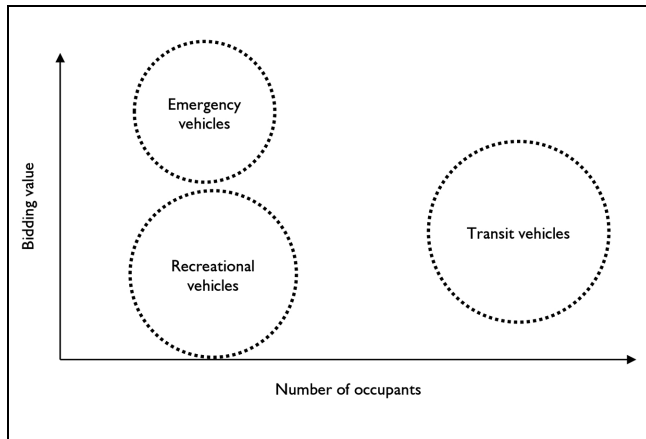 Emergency
vehicles
Bidding value
Transit vehicles
Recreational
vehicles
Number of occupants